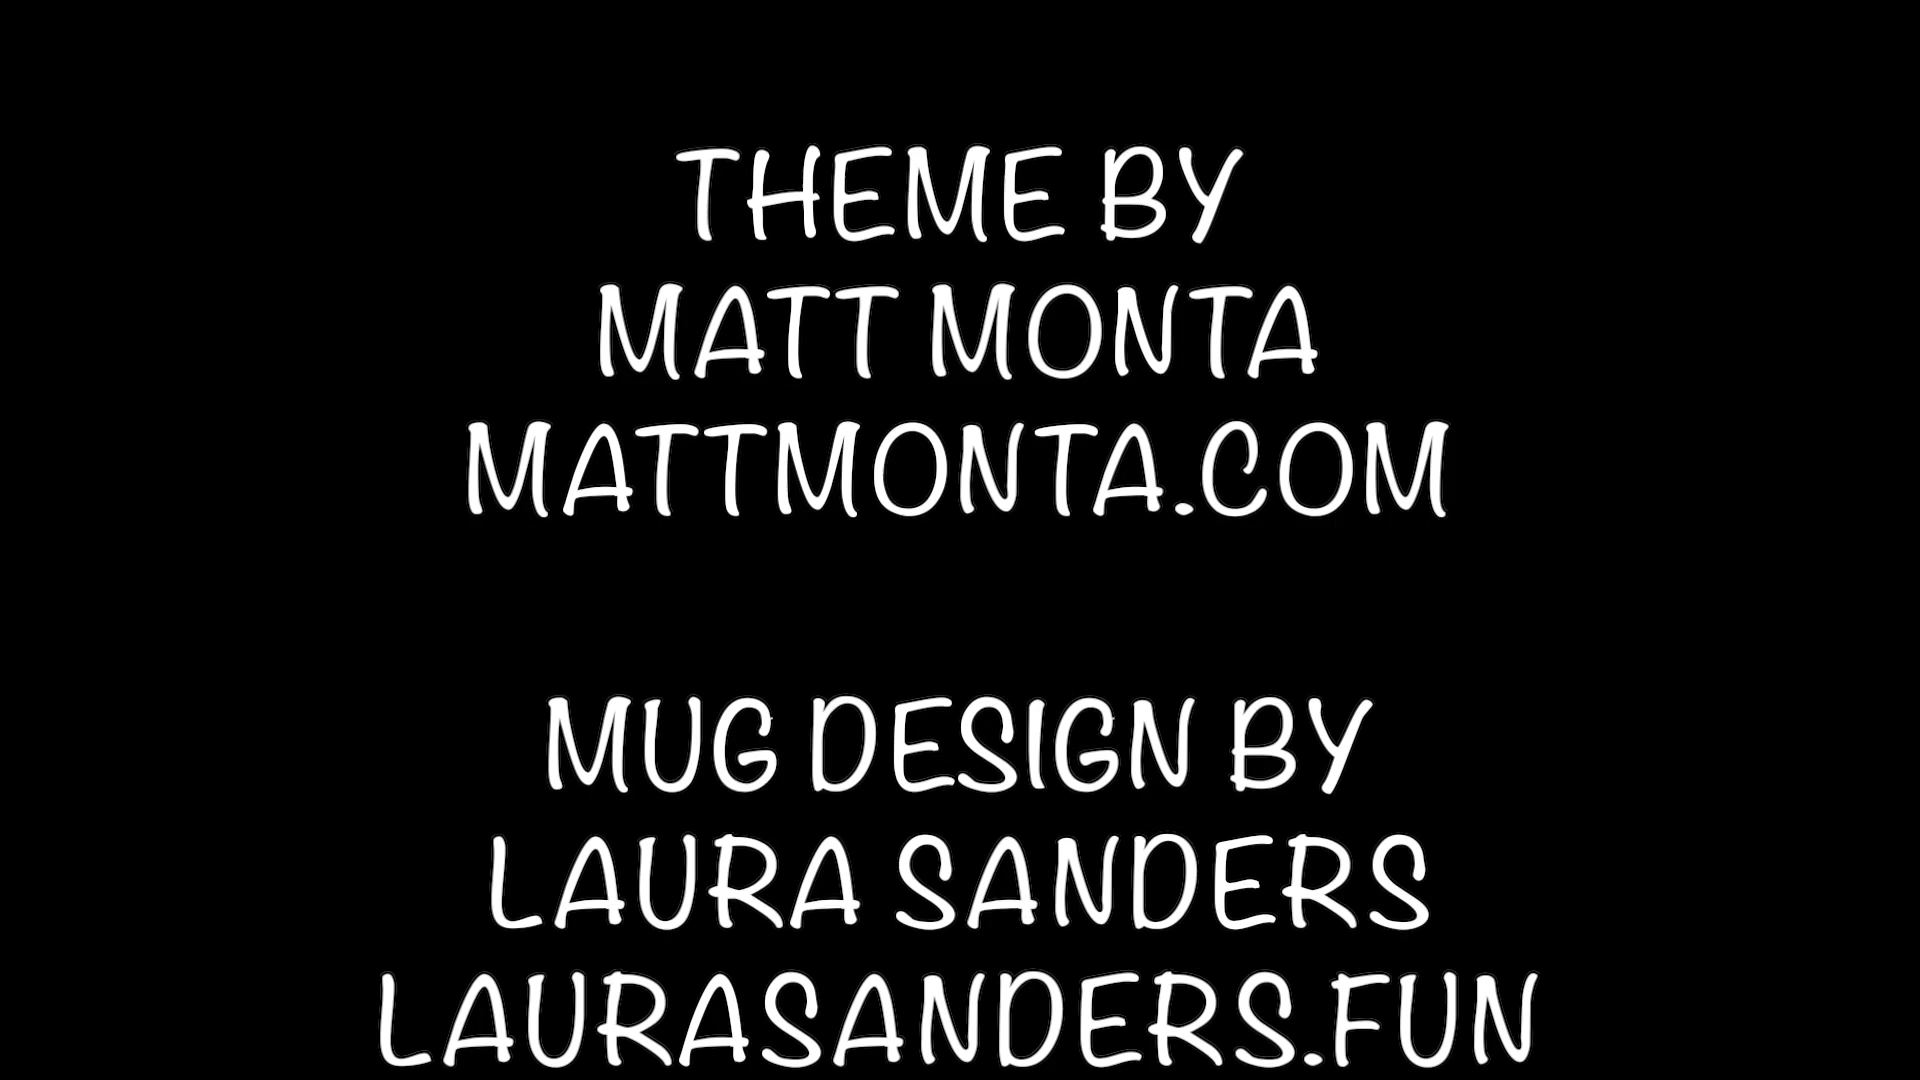 THEME BY
MATT MONTA
MATTMONTA.COM
MUG DESIGN BY
LAURA SANDERS
LAURASANDERS.FUN